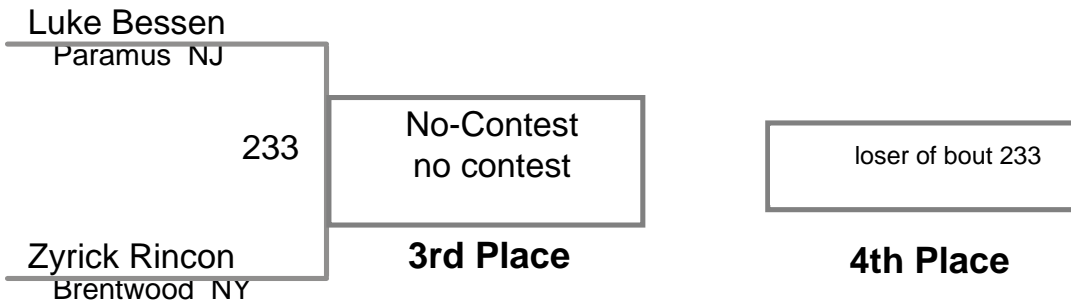 Luke Bessen
Paramus NJ
233
No-Contest
no contest
loser of bout 233
Zyrick Rincon
Brentwood NY
3rd Place
4th Place